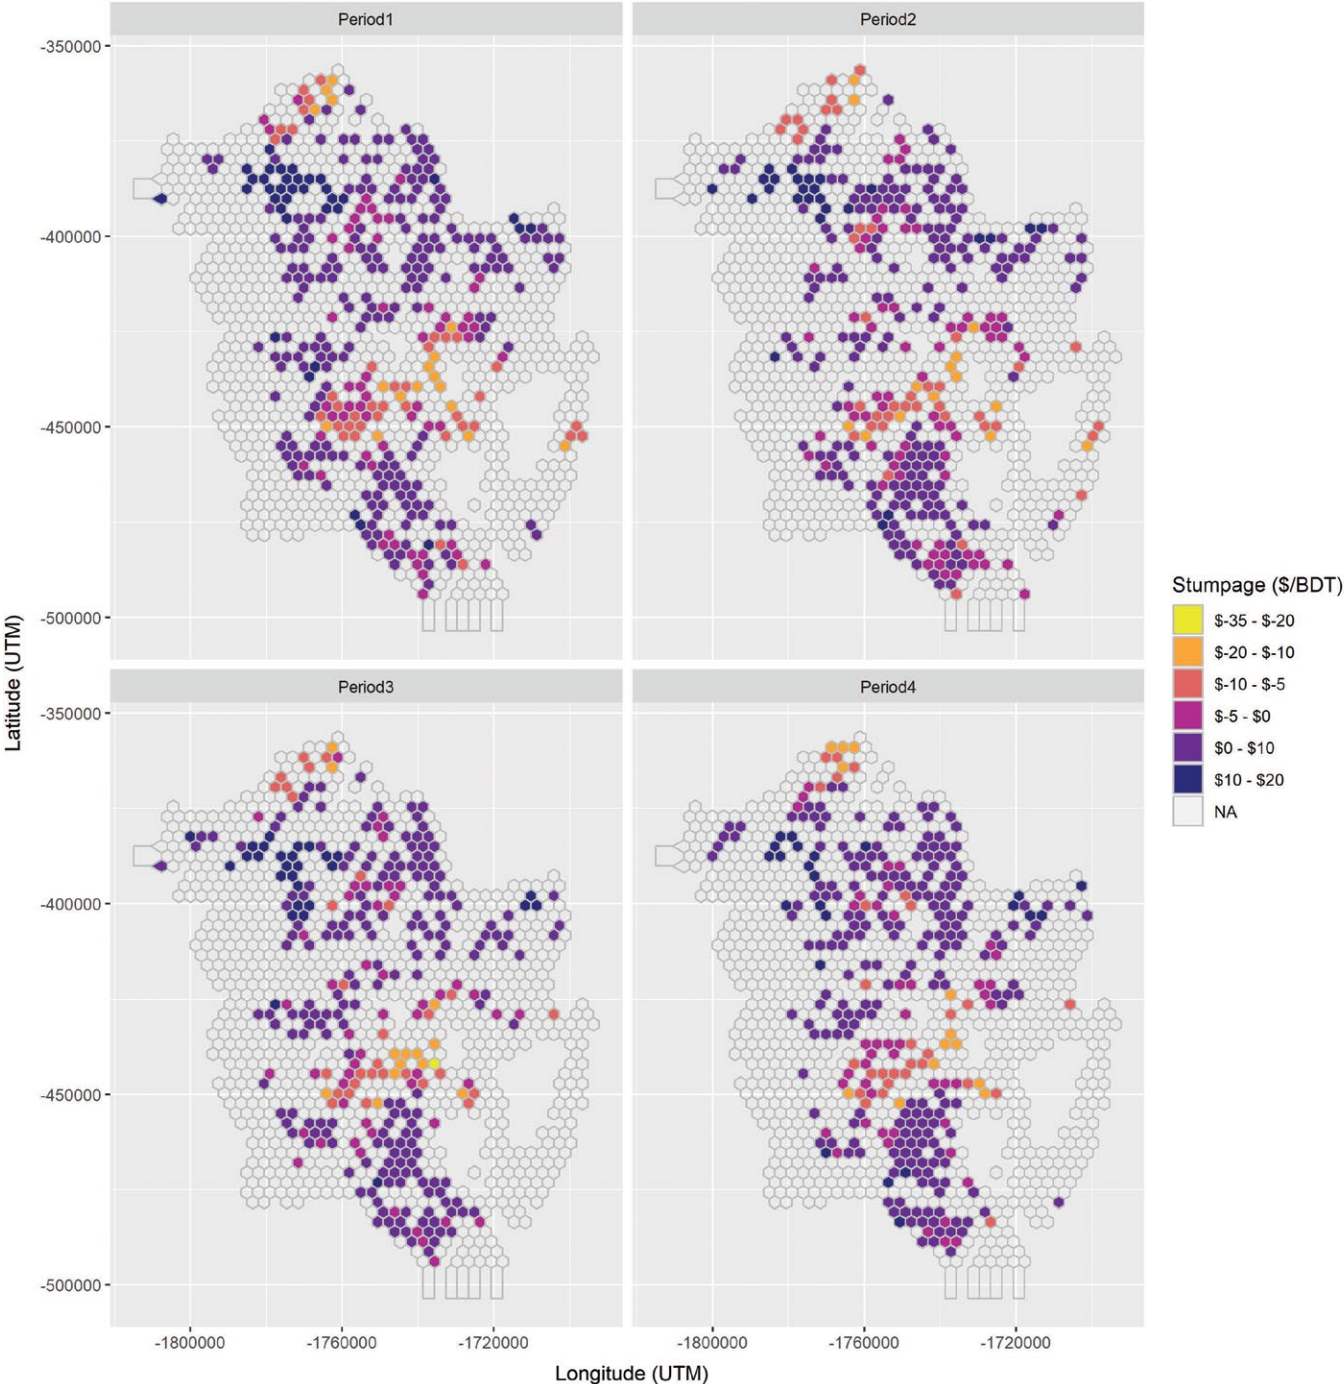 Period1
Period2
-350000
-400000
-450000
-500000
Period3
Period4
-350000
-400000
-450000
-500000
-1800000
-1760000
-1720000
-1800000
-1760000
-1720000
Longitude (UTM)
Latitude (UTM)
Stumpage ($/BDT)
$-35 - $-20
$-20 - $-10
$-10 - $-5
$-5 - $0
$0 - $10
$10 - $20
NA